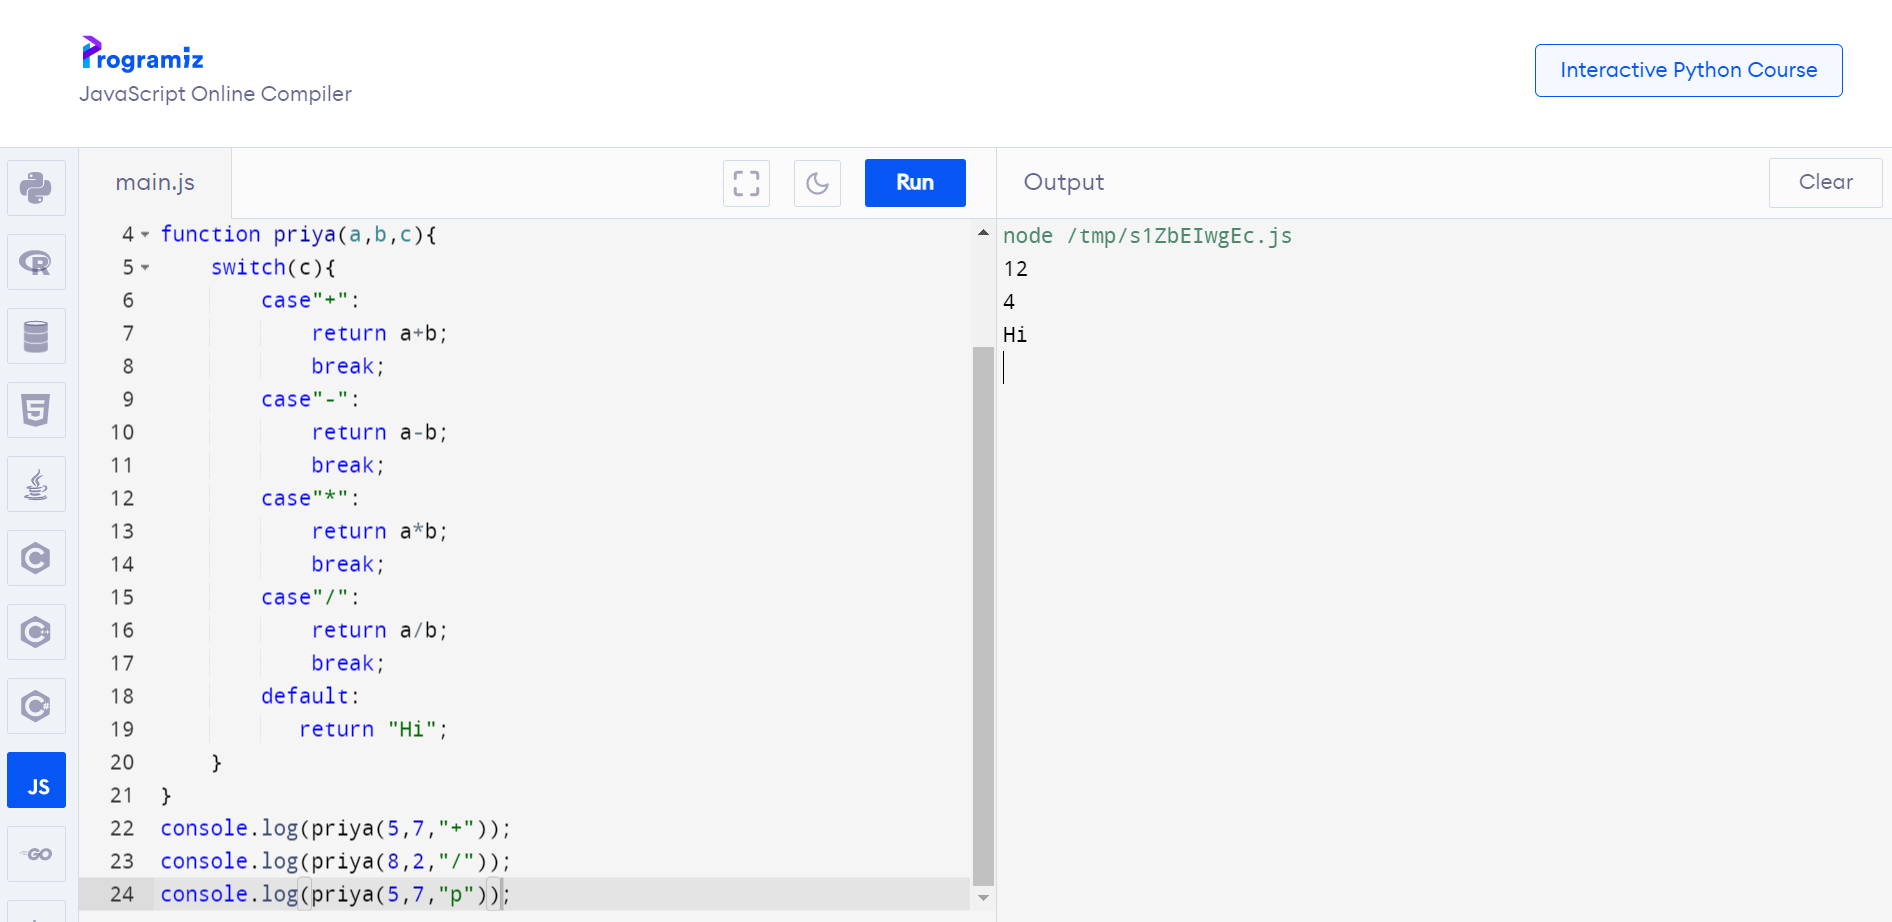 Programiz
JavaScript Online Compiler
Interactive Python Course
main.js
Run
Output
Clear
4 function priya(a,b,c){
5     switch(c){
6         case"+":
7             return a+b;
8             break;
9         case"-":
10             return a-b;
11             break;
12         case"*":
13             return a*b;
14             break;
15         case"/":
16             return a/b;
17             break;
18         default:
19            return "Hi";
20     }
21 }
22 console.log(priya(5,7,"+"));
23 console.log(priya(8,2,"/"));
24 console.log(priya(5,7,"p"));
node /tmp/s1ZbEIwgEc.js
12
4
Hi
R
5
C
C++
C#
JS
GO